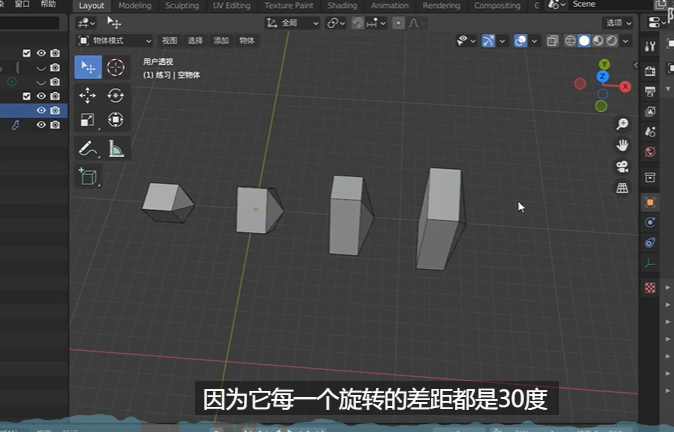 窗口 帮助 Layout Modeling Sculpting UV Editing Texture Paint Shading Animation Rendering Compositing Scene
全局 选项
物体模式 视图 选择 添加 物体
用户透视
(1) 练习 | 空物体
Y
Z
X
因为它每一个旋转的差距都是30度